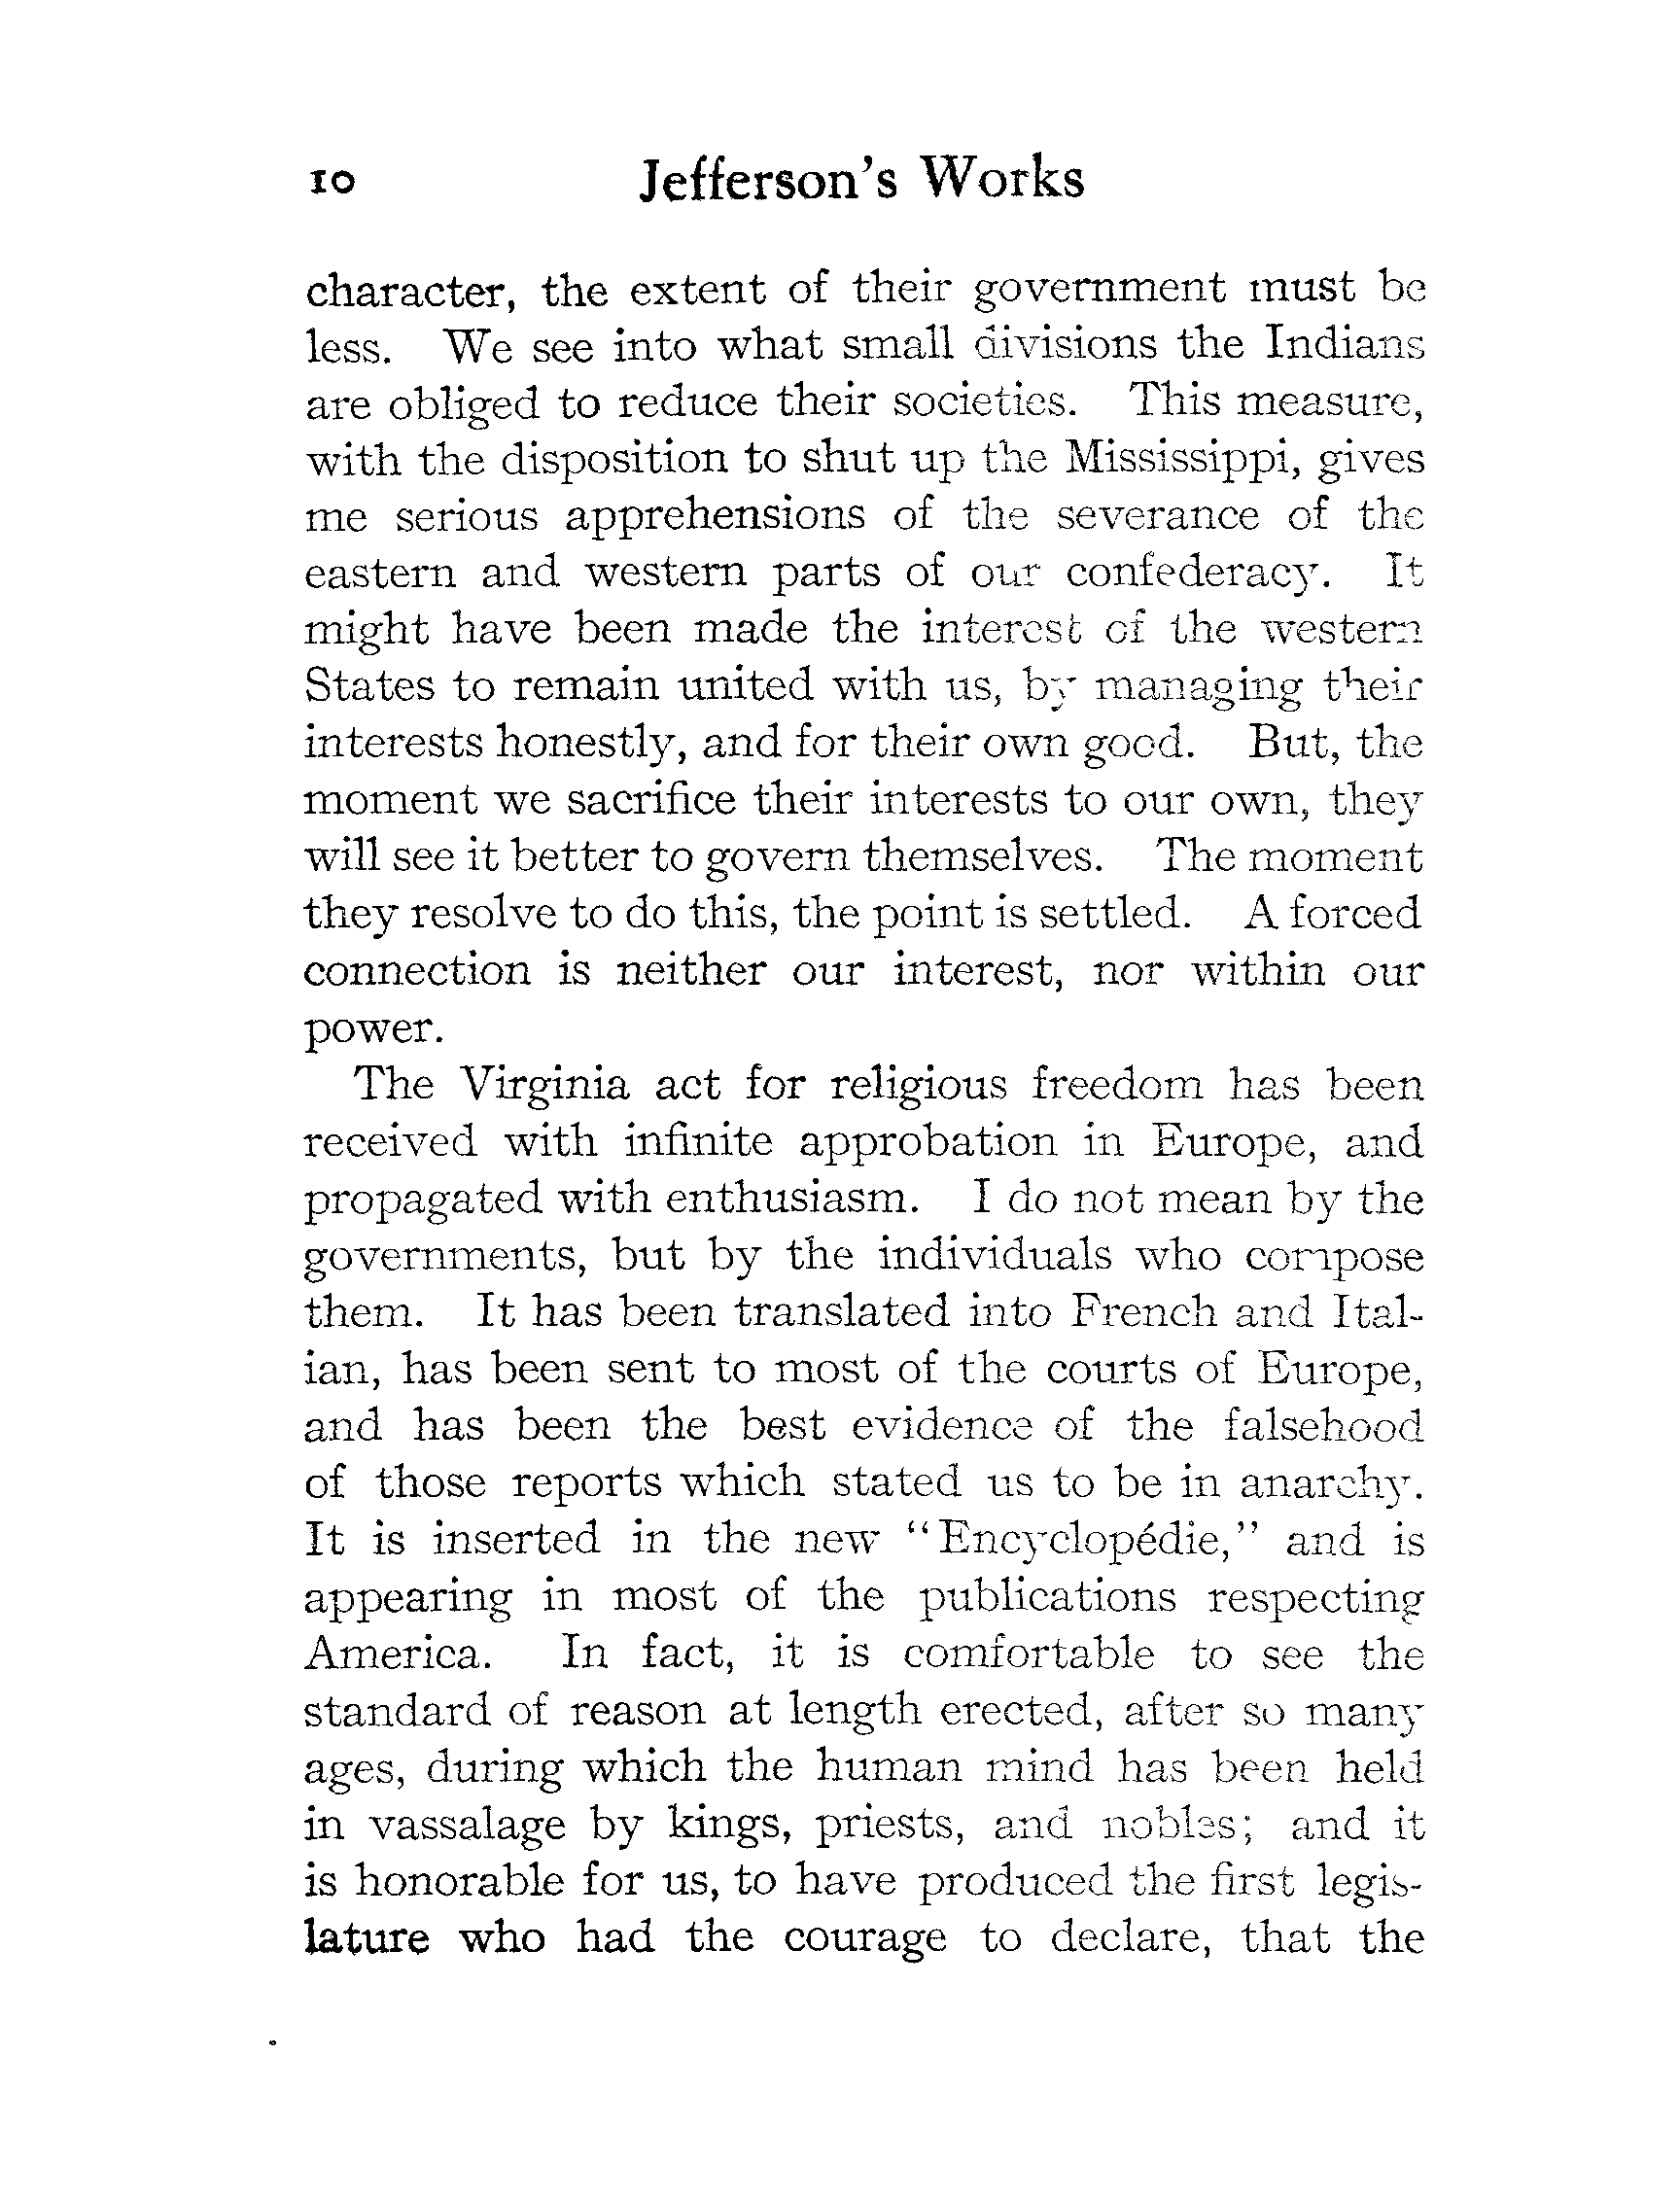 10 Jefferson's Works
character, the extent of their government must be
less. We see into what small divisions the Indians
are obliged to reduce their societies. This measure,
with the disposition to shut up the Mississippi, gives
me serious apprehensions of the severance of the
eastern and western parts of our confederacy. It
might have been made the interest of the western
States to remain united with us, by managing their
interests honestly, and for their own good. But, the
moment we sacrifice their interests to our own, they
will see it better to govern themselves. The moment
they resolve to do this, the point is settled. A forced
connection is neither our interest, nor within our
power.
The Virginia act for religious freedom has been
received with infinite approbation in Europe, and
propagated with enthusiasm. I do not mean by the
governments, but by the individuals who compose
them. It has been translated into French and Ital-
ian, has been sent to most of the courts of Europe,
and has been the best evidence of the falsehood
of those reports which stated us to be in anarchy.
It is inserted in the new "Encyclopédie," and is
appearing in most of the publications respecting
America. In fact, it is comfortable to see the
standard of reason at length erected, after so many
ages, during which the human mind has been held
in vassalage by kings, priests, and nobles; and it
is honorable for us, to have produced the first legis-
lature who had the courage to declare, that the